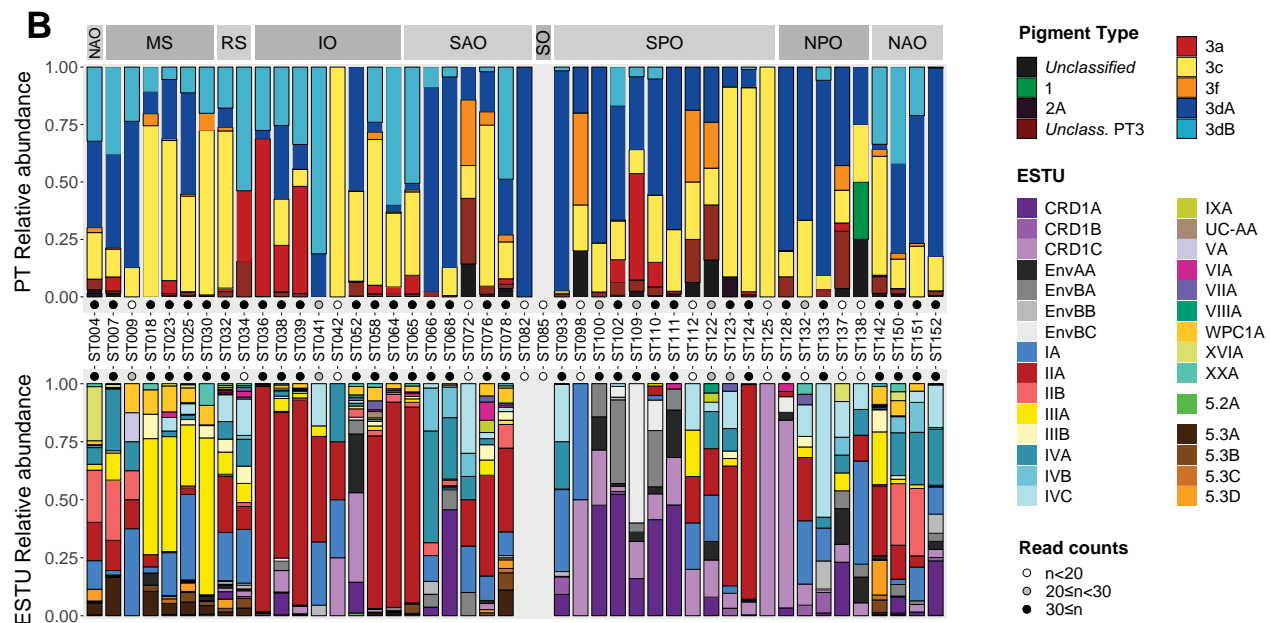 B
NAO MS RS IO SAO SO SPO NPO NAO
PT Relative abundance
1.00
0.75
0.50
0.25
0.00
ST004 ST007 ST009 ST018 ST023 ST025 ST030 ST032 ST034 ST036 ST038 ST039 ST041 ST042 ST052 ST058 ST064 ST065 ST066 ST068 ST072 ST076 ST078 ST082 ST085 ST093 ST098 ST100 ST102 ST109 ST110 ST111 ST112 ST122 ST123 ST124 ST125 ST128 ST132 ST133 ST137 ST138 ST142 ST150 ST151 ST152
ESTU Relative abundance
1.00
0.75
0.50
0.25
0.00
Pigment Type
Unclassified
1
2A
Unclass. PT3
3a
3c
3f
3dA
3dB
ESTU
CRD1A
CRD1B
CRD1C
EnvAA
EnvBA
EnvBB
EnvBC
IA
IIA
IIB
IIIA
IIIB
IVA
IVB
IVC
IXA
UC-AA
VA
VIA
VIIA
VIIIA
WPC1A
XVIA
XXA
5.2A
5.3A
5.3B
5.3C
5.3D
Read counts
n<20
20≤n<30
30≤n